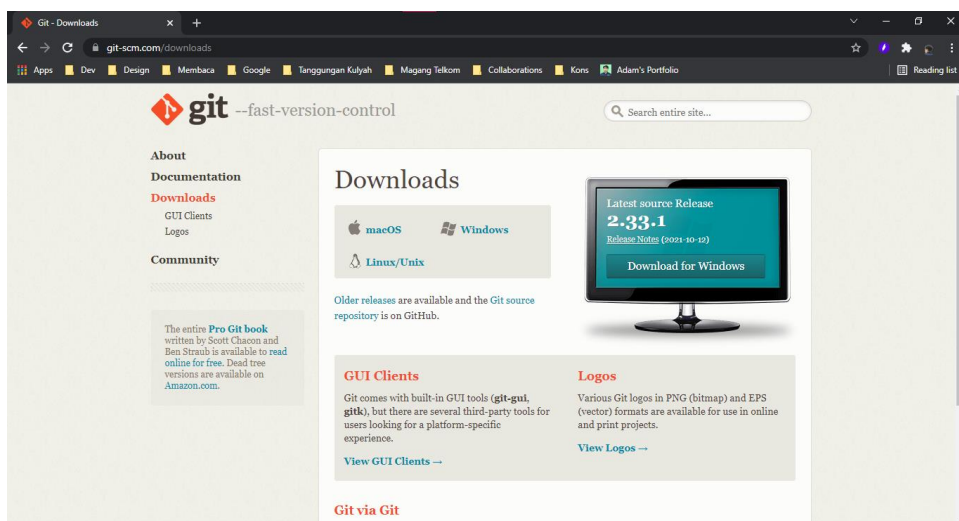 Git - Downloads
git-scm.com/downloads
Apps Dev Design Membaca Google Tanggungan Kulyah Magang Telkom Collaborations Kons Adam's Portfolio Reading list
git --fast-version-control
Search entire site...
About
Documentation
Downloads
GUI Clients
Logos
Community
The entire Pro Git book
written by Scott Chacon and
Ben Straub is available to read
online for free. Dead tree
versions are available on
Amazon.com.
Downloads
macOS Windows
Linux/Unix
Older releases are available and the Git source
repository is on GitHub.
Latest source Release
2.33.1
Release Notes (2021-10-12)
Download for Windows
GUI Clients
Git comes with built-in GUI tools (git-gui,
gitk), but there are several third-party tools for
users looking for a platform-specific
experience.
View GUI Clients →
Logos
Various Git logos in PNG (bitmap) and EPS
(vector) formats are available for use in online
and print projects.
View Logos →
Git via Git